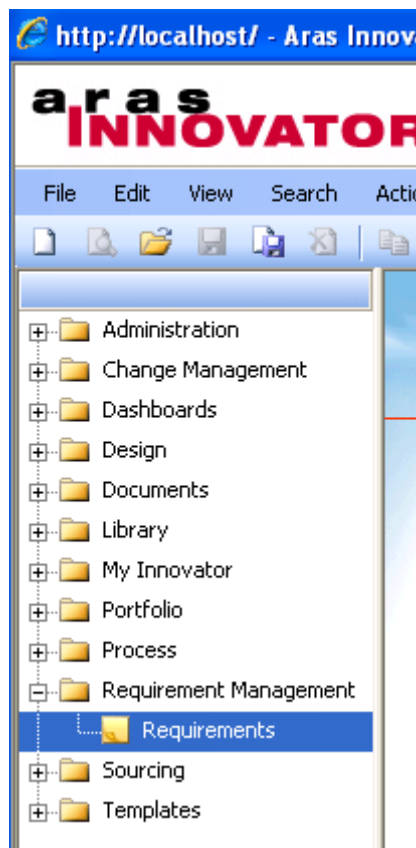 http://localhost/ - Aras Innov
aras
INNOVATOR
File Edit View Search Actio
Administration
Change Management
Dashboards
Design
Documents
Library
My Innovator
Portfolio
Process
Requirement Management
Requirements
Sourcing
Templates